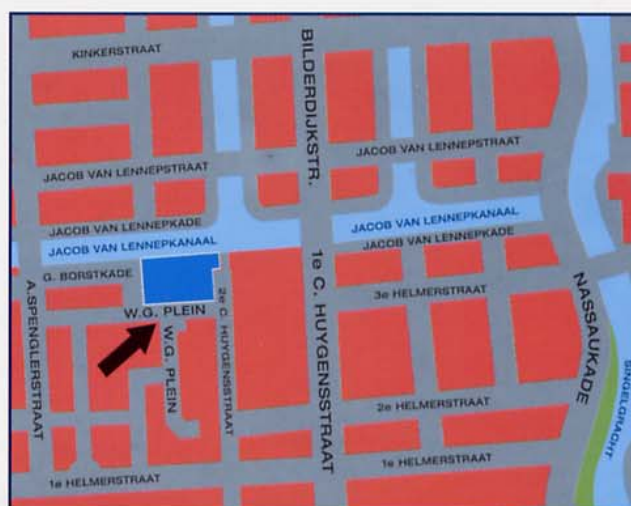 KINKERSTRAAT
BILDERDIJKSTR.
JACOB VAN LENNEPSTRAAT
JACOB VAN LENNEPSTRAAT
JACOB VAN LENNEPKADE
JACOB VAN LENNEPKANAAL
JACOB VAN LENNEPKANAAL
JACOB VAN LENNEPKADE
G. BORSTKADE
A.SPENGLERSTRAAT
W.G. PLEIN
W.G. PLEIN
2e C. HUYGENSSTRAAT
1e C. HUYGENSSTRAAT
3e HELMERSTRAAT
NASSAUKADE
SINGELGRACHT
2e HELMERSTRAAT
1e HELMERSTRAAT
1e HELMERSTRAAT